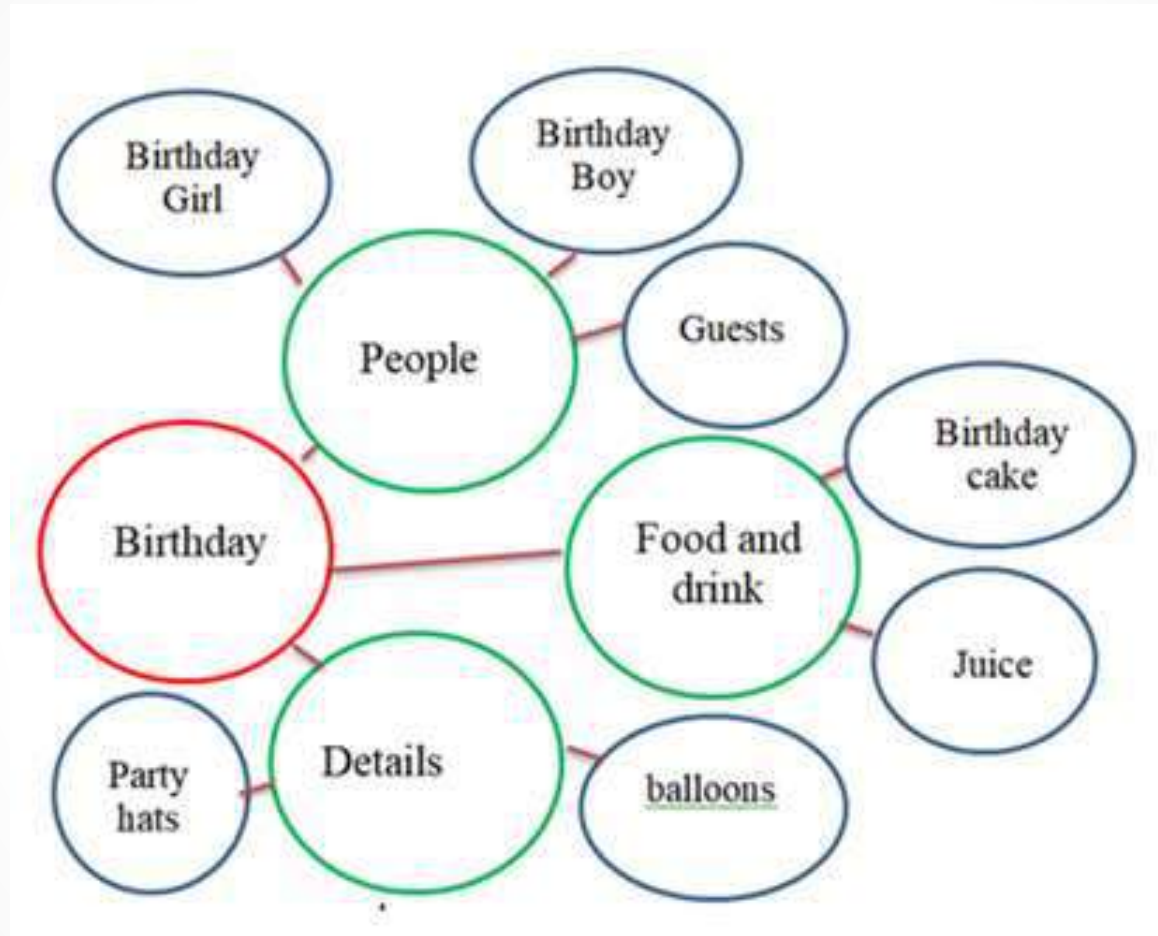 Birthday
Girl
Birthday
Boy
People
Guests
Birthday
cake
Birthday
Food and
drink
Juice
Details
Party
hats
balloons